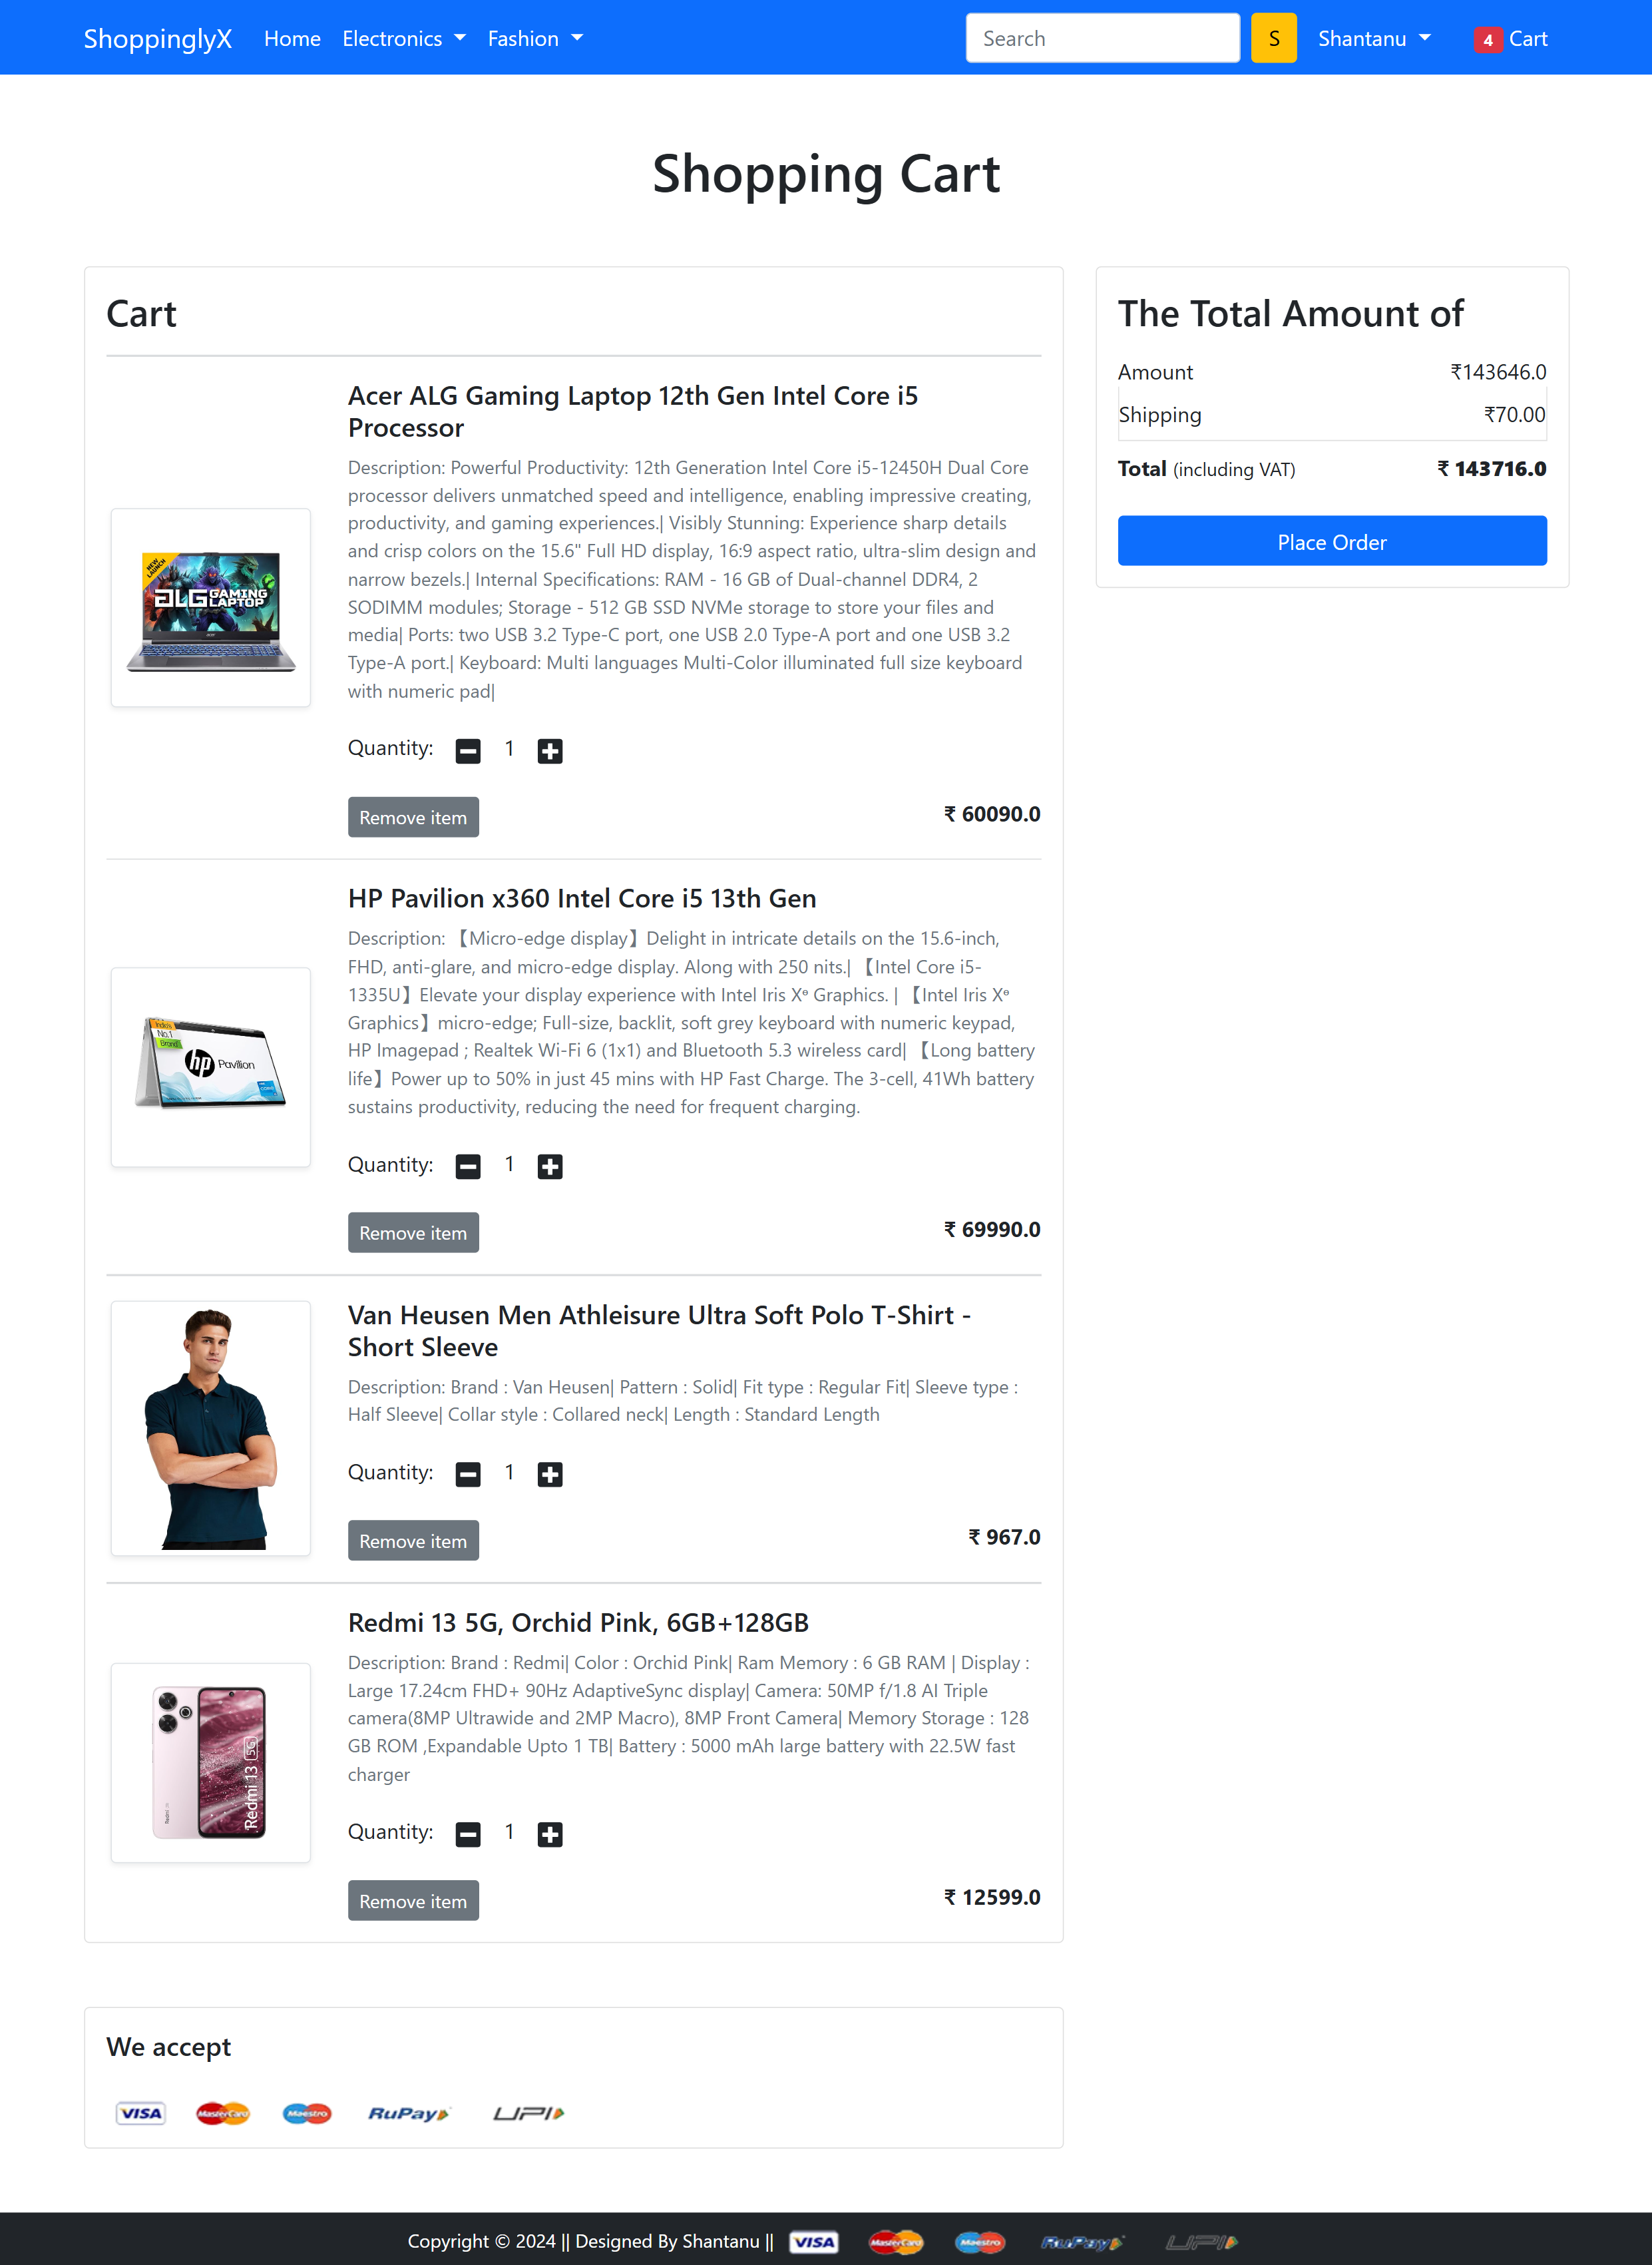 ShoppinglyX Home Electronics Fashion Search S Shantanu 4 Cart
Shopping Cart
Cart
Acer ALG Gaming Laptop 12th Gen Intel Core i5
Processor
Description: Powerful Productivity: 12th Generation Intel Core i5-12450H Dual Core
processor delivers unmatched speed and intelligence, enabling impressive creating,
productivity, and gaming experiences.| Visibly Stunning: Experience sharp details
and crisp colors on the 15.6" Full HD display, 16:9 aspect ratio, ultra-slim design and
narrow bezels.| Internal Specifications: RAM - 16 GB of Dual-channel DDR4, 2
SODIMM modules; Storage - 512 GB SSD NVMe storage to store your files and
media| Ports: two USB 3.2 Type-C port, one USB 2.0 Type-A port and one USB 3.2
Type-A port.| Keyboard: Multi languages Multi-Color illuminated full size keyboard
with numeric pad|
NEW
LAUNCH
ALG GAMING
LAPTOP
acer
Quantity: 1
Remove item ₹ 60090.0
HP Pavilion x360 Intel Core i5 13th Gen
Description: 【Micro-edge display】Delight in intricate details on the 15.6-inch,
FHD, anti-glare, and micro-edge display. Along with 250 nits.| 【Intel Core i5-
1335U】Elevate your display experience with Intel Iris Xᵉ Graphics. | 【Intel Iris Xᵉ
Graphics】micro-edge; Full-size, backlit, soft grey keyboard with numeric keypad,
HP Imagepad ; Realtek Wi-Fi 6 (1x1) and Bluetooth 5.3 wireless card| 【Long battery
life】Power up to 50% in just 45 mins with HP Fast Charge. The 3-cell, 41Wh battery
sustains productivity, reducing the need for frequent charging.
India's
No.1
Brand
hp Pavilion
Quantity: 1
Remove item ₹ 69990.0
Van Heusen Men Athleisure Ultra Soft Polo T-Shirt -
Short Sleeve
Description: Brand : Van Heusen| Pattern : Solid| Fit type : Regular Fit| Sleeve type :
Half Sleeve| Collar style : Collared neck| Length : Standard Length
Quantity: 1
Remove item ₹ 967.0
Redmi 13 5G, Orchid Pink, 6GB+128GB
Description: Brand : Redmi| Color : Orchid Pink| Ram Memory : 6 GB RAM | Display :
Large 17.24cm FHD+ 90Hz AdaptiveSync display| Camera: 50MP f/1.8 AI Triple
camera(8MP Ultrawide and 2MP Macro), 8MP Front Camera| Memory Storage : 128
GB ROM ,Expandable Upto 1 TB| Battery : 5000 mAh large battery with 22.5W fast
charger
Redmi 13 5G
Quantity: 1
Remove item ₹ 12599.0
The Total Amount of
Amount ₹143646.0
Shipping ₹70.00
Total (including VAT) ₹ 143716.0
Place Order
We accept
VISA MasterCard Maestro RuPay UPI
Copyright © 2024 || Designed By Shantanu || VISA MasterCard Maestro RuPay UPI